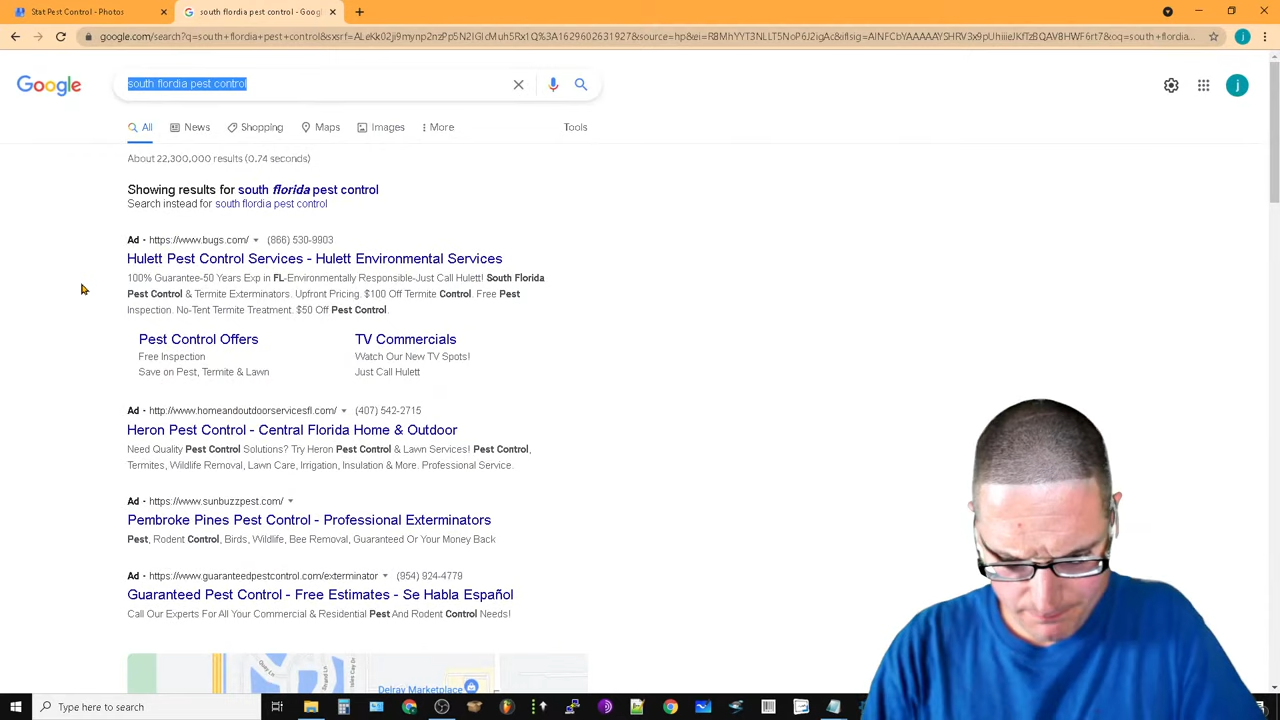 Stat Pest Control - Photos
south flordia pest control - Goog
google.com/search?q=south+flordia+pest+control&sxsrf=
Google
south flordia pest control
j
All
News
Shopping
Maps
Images
More
Tools
About 22,300,000 results (0.74 seconds)
Showing results for south florida pest control
Search instead for south flordia pest control
Ad · https://www.bugs.com/ (866) 530-9903
Hulett Pest Control Services - Hulett Environmental Services
100% Guarantee-50 Years Exp in FL-Environmentally Responsible-Just Call Hulett! South Florida
Pest Control & Termite Exterminators. Upfront Pricing. $100 Off Termite Control. Free Pest
Inspection. No-Tent Termite Treatment. $50 Off Pest Control.
Pest Control Offers
Free Inspection
Save on Pest, Termite & Lawn
TV Commercials
Watch Our New TV Spots!
Just Call Hulett
Ad · http://www.homeandoutdoorservicesfl.com/ (407) 542-2715
Heron Pest Control - Central Florida Home & Outdoor
Need Quality Pest Control Solutions? Try Heron Pest Control & Lawn Services! Pest Control,
Termites, Wildlife Removal, Lawn Care, Irrigation, Insulation & More. Professional Service.
Ad · https://www.sunbuzzpest.com/
Pembroke Pines Pest Control - Professional Exterminators
Pest, Rodent Control, Birds, Wildlife, Bee Removal, Guaranteed Or Your Money Back
Ad · https://www.guaranteedpestcontrol.com/exterminator (954) 924-4779
Guaranteed Pest Control - Free Estimates - Se Habla Español
Call Our Experts For All Your Commercial & Residential Pest And Rodent Control Needs!
Delray Marketplace
Type here to search